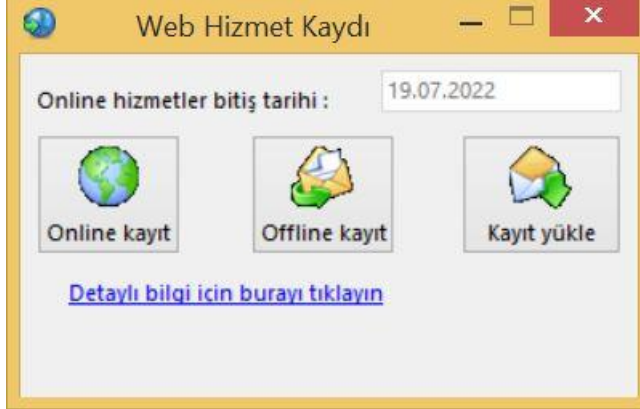 Web Hizmet Kaydı
Online hizmetler bitiş tarihi : 19.07.2022
Online kayıt Offline kayıt Kayıt yükle
Detaylı bilgi için burayı tıklayın